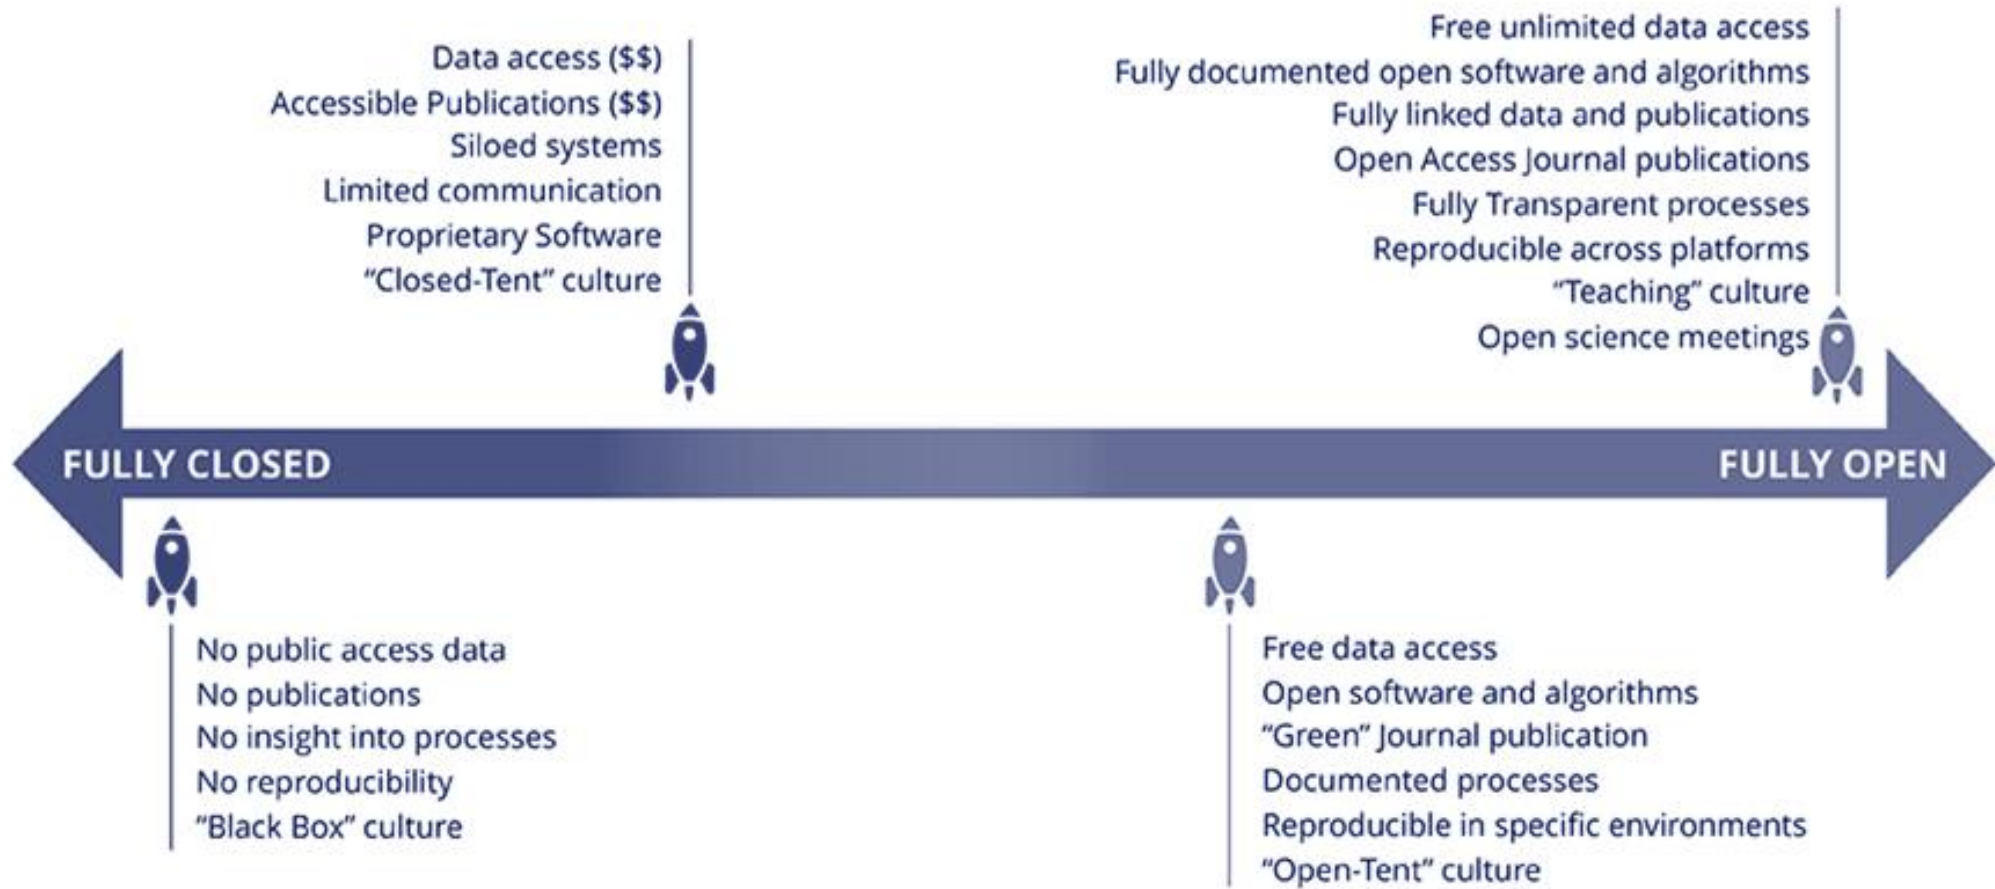 Data access ($$)
Accessible Publications ($$)
Siloed systems
Limited communication
Proprietary Software
“Closed-Tent” culture
Free unlimited data access
Fully documented open software and algorithms
Fully linked data and publications
Open Access Journal publications
Fully Transparent processes
Reproducible across platforms
“Teaching” culture
Open science meetings
FULLY CLOSED
FULLY OPEN
No public access data
No publications
No insight into processes
No reproducibility
“Black Box” culture
Free data access
Open software and algorithms
“Green” Journal publication
Documented processes
Reproducible in specific environments
“Open-Tent” culture